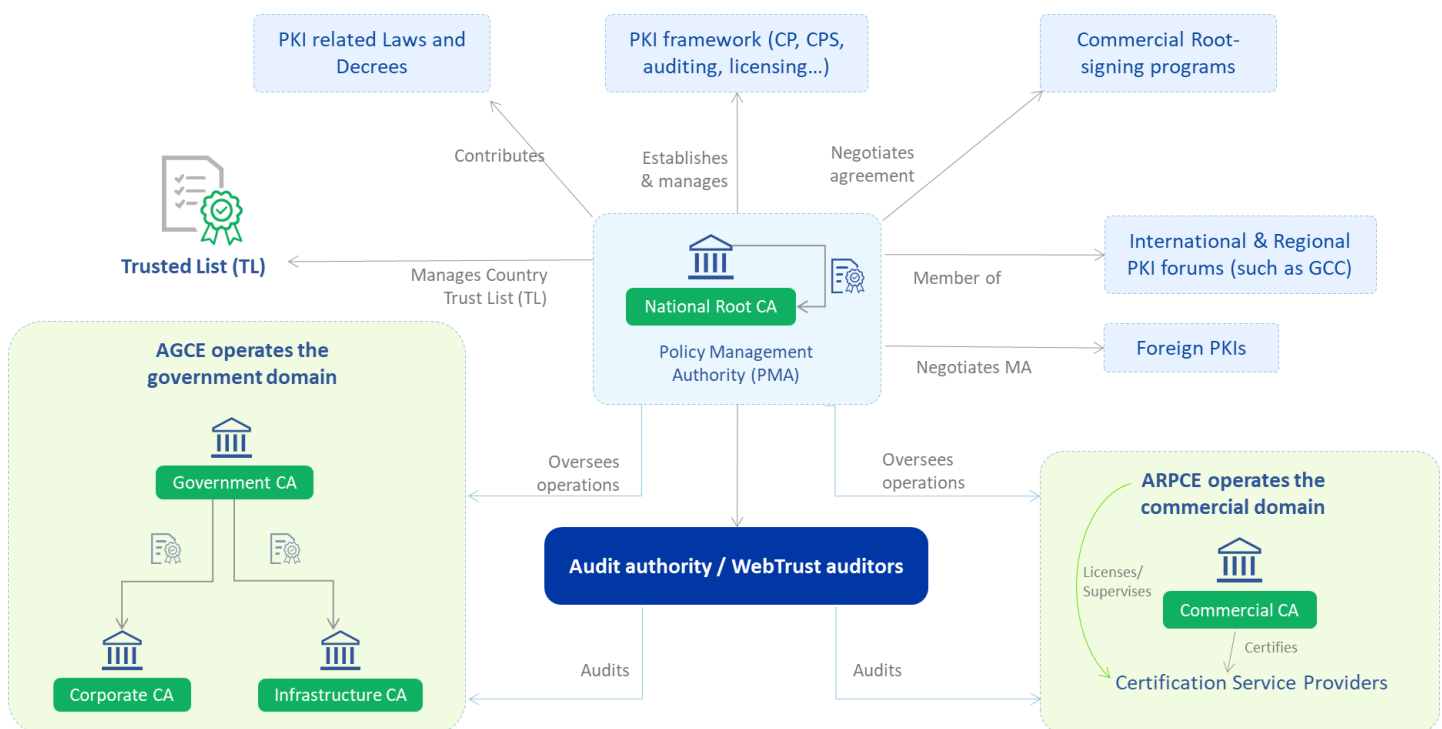 PKI related Laws and
Decrees
PKI framework (CP, CPS,
auditing, licensing…)
Commercial Root-
signing programs
Contributes
Establishes
& manages
Negotiates
agreement
Trusted List (TL)
Manages Country
Trust List (TL)
National Root CA
Policy Management
Authority (PMA)
Member of
International & Regional
PKI forums (such as GCC)
Negotiates MA
Foreign PKIs
AGCE operates the
government domain
Government CA
Corporate CA
Infrastructure CA
Oversees
operations
Oversees
operations
Audit authority / WebTrust auditors
Audits
Audits
ARPCE operates the
commercial domain
Licenses/
Supervises
Commercial CA
Certifies
Certification Service Providers